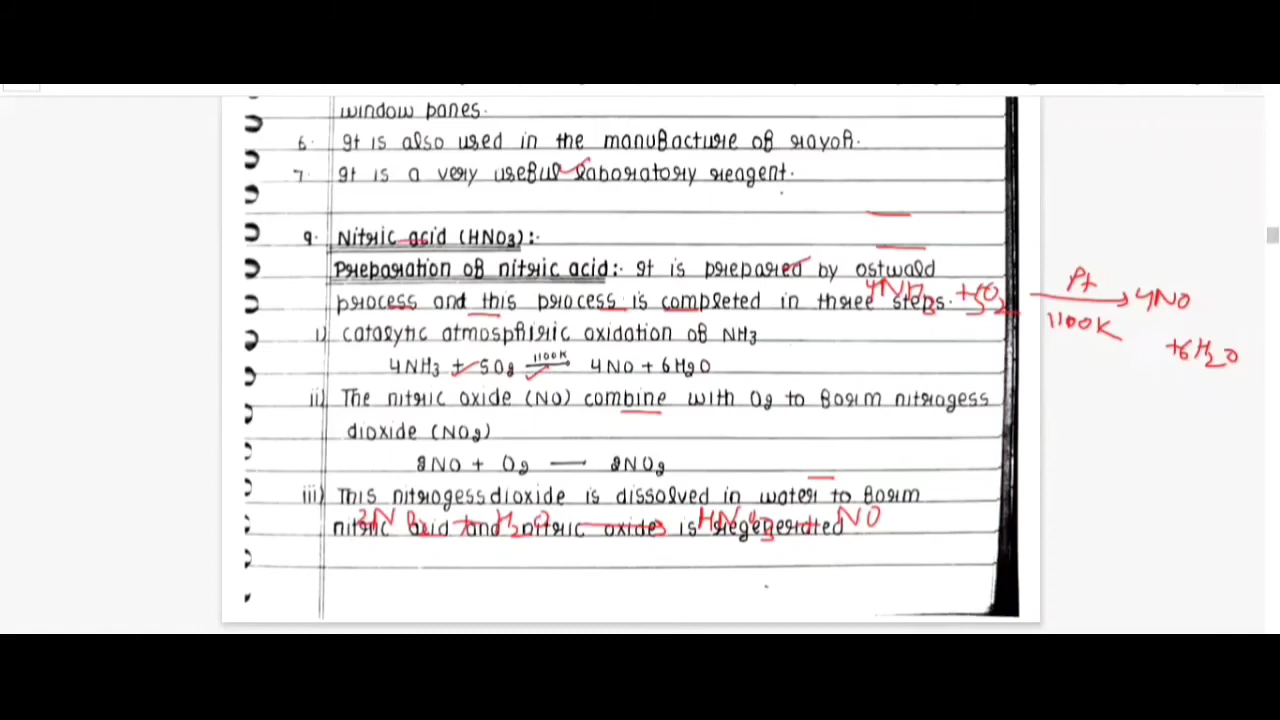 window panes.
6. It is also used in the manufacture of rayon.
7. It is a very useful laboratory reagent.
9. Nitric acid (HNO3):-
Preparation of nitric acid:- It is prepared by ostwald
process and this process is completed in three steps.
4NH3 + 5O2 Pt 1100K → 4NO
+6H2O
i) catalytic atmosphiric oxidation of NH3
4NH3 + 5O2 1100K 4NO + 6H2O
ii) The nitric oxide (NO) combine with O2 to form nitrogess
dioxide (NO2)
2NO + O2 — 2NO2
iii) This nitrogess dioxide is dissolved in water to form
nitric acid and nitric oxide is regenerated
H2O NO